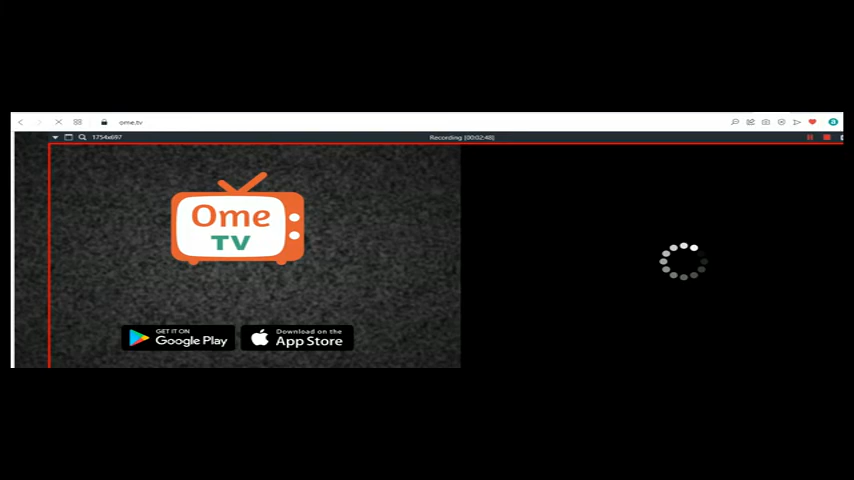 ome.tv
1754x697
Recording [00:02:48]
Ome
TV
GET IT ON
Google Play
Download on the
App Store